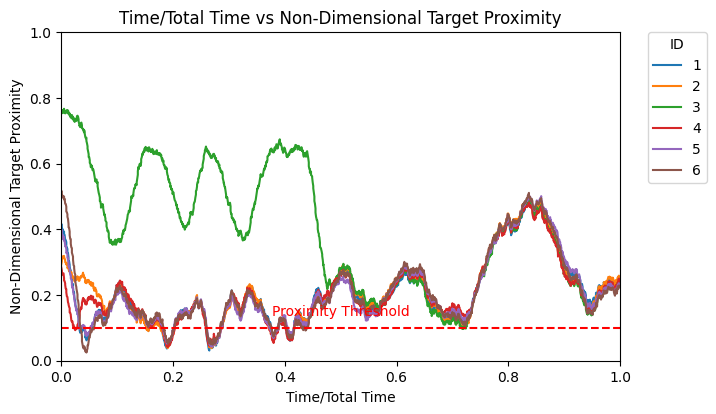 Time/Total Time vs Non-Dimensional Target Proximity
Non-Dimensional Target Proximity
1.0
0.8
0.6
0.4
0.2
0.0
Proximity Threshold
0.0 0.2 0.4 0.6 0.8 1.0
Time/Total Time
ID
1
2
3
4
5
6